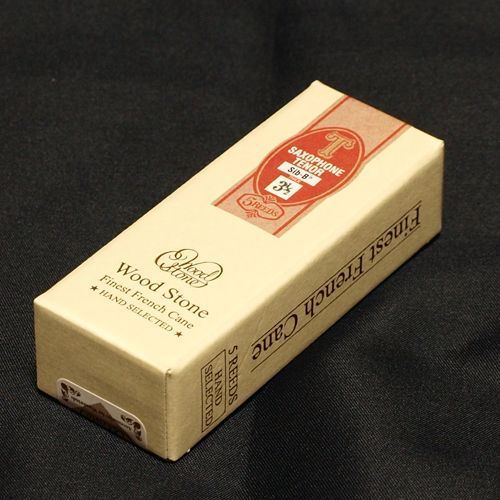 T
SAXOPHONE
TENOR
Sib-B♭
3½
5 REEDS
Wood
Stone
Wood Stone
Finest French Cane
★ HAND SELECTED ★
5 REEDS
HAND
SELECTED
Finest French Cane